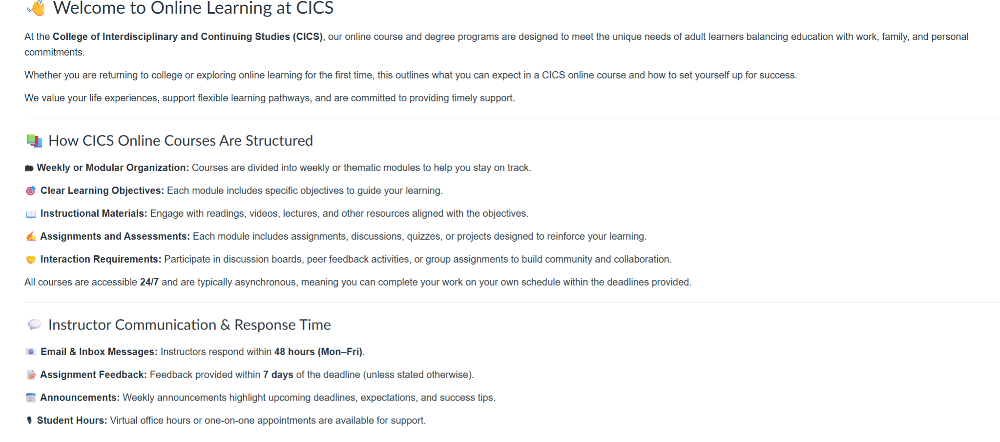 Welcome to Online Learning at CICS
At the College of Interdisciplinary and Continuing Studies (CICS), our online course and degree programs are designed to meet the unique needs of adult learners balancing education with work, family, and personal
commitments.
Whether you are returning to college or exploring online learning for the first time, this outlines what you can expect in a CICS online course and how to set yourself up for success.
We value your life experiences, support flexible learning pathways, and are committed to providing timely support.
How CICS Online Courses Are Structured
Weekly or Modular Organization: Courses are divided into weekly or thematic modules to help you stay on track.
Clear Learning Objectives: Each module includes specific objectives to guide your learning.
Instructional Materials: Engage with readings, videos, lectures, and other resources aligned with the objectives.
Assignments and Assessments: Each module includes assignments, discussions, quizzes, or projects designed to reinforce your learning.
Interaction Requirements: Participate in discussion boards, peer feedback activities, or group assignments to build community and collaboration.
All courses are accessible 24/7 and are typically asynchronous, meaning you can complete your work on your own schedule within the deadlines provided.
Instructor Communication & Response Time
Email & Inbox Messages: Instructors respond within 48 hours (Mon–Fri).
Assignment Feedback: Feedback provided within 7 days of the deadline (unless stated otherwise).
Announcements: Weekly announcements highlight upcoming deadlines, expectations, and success tips.
Student Hours: Virtual office hours or one-on-one appointments are available for support.